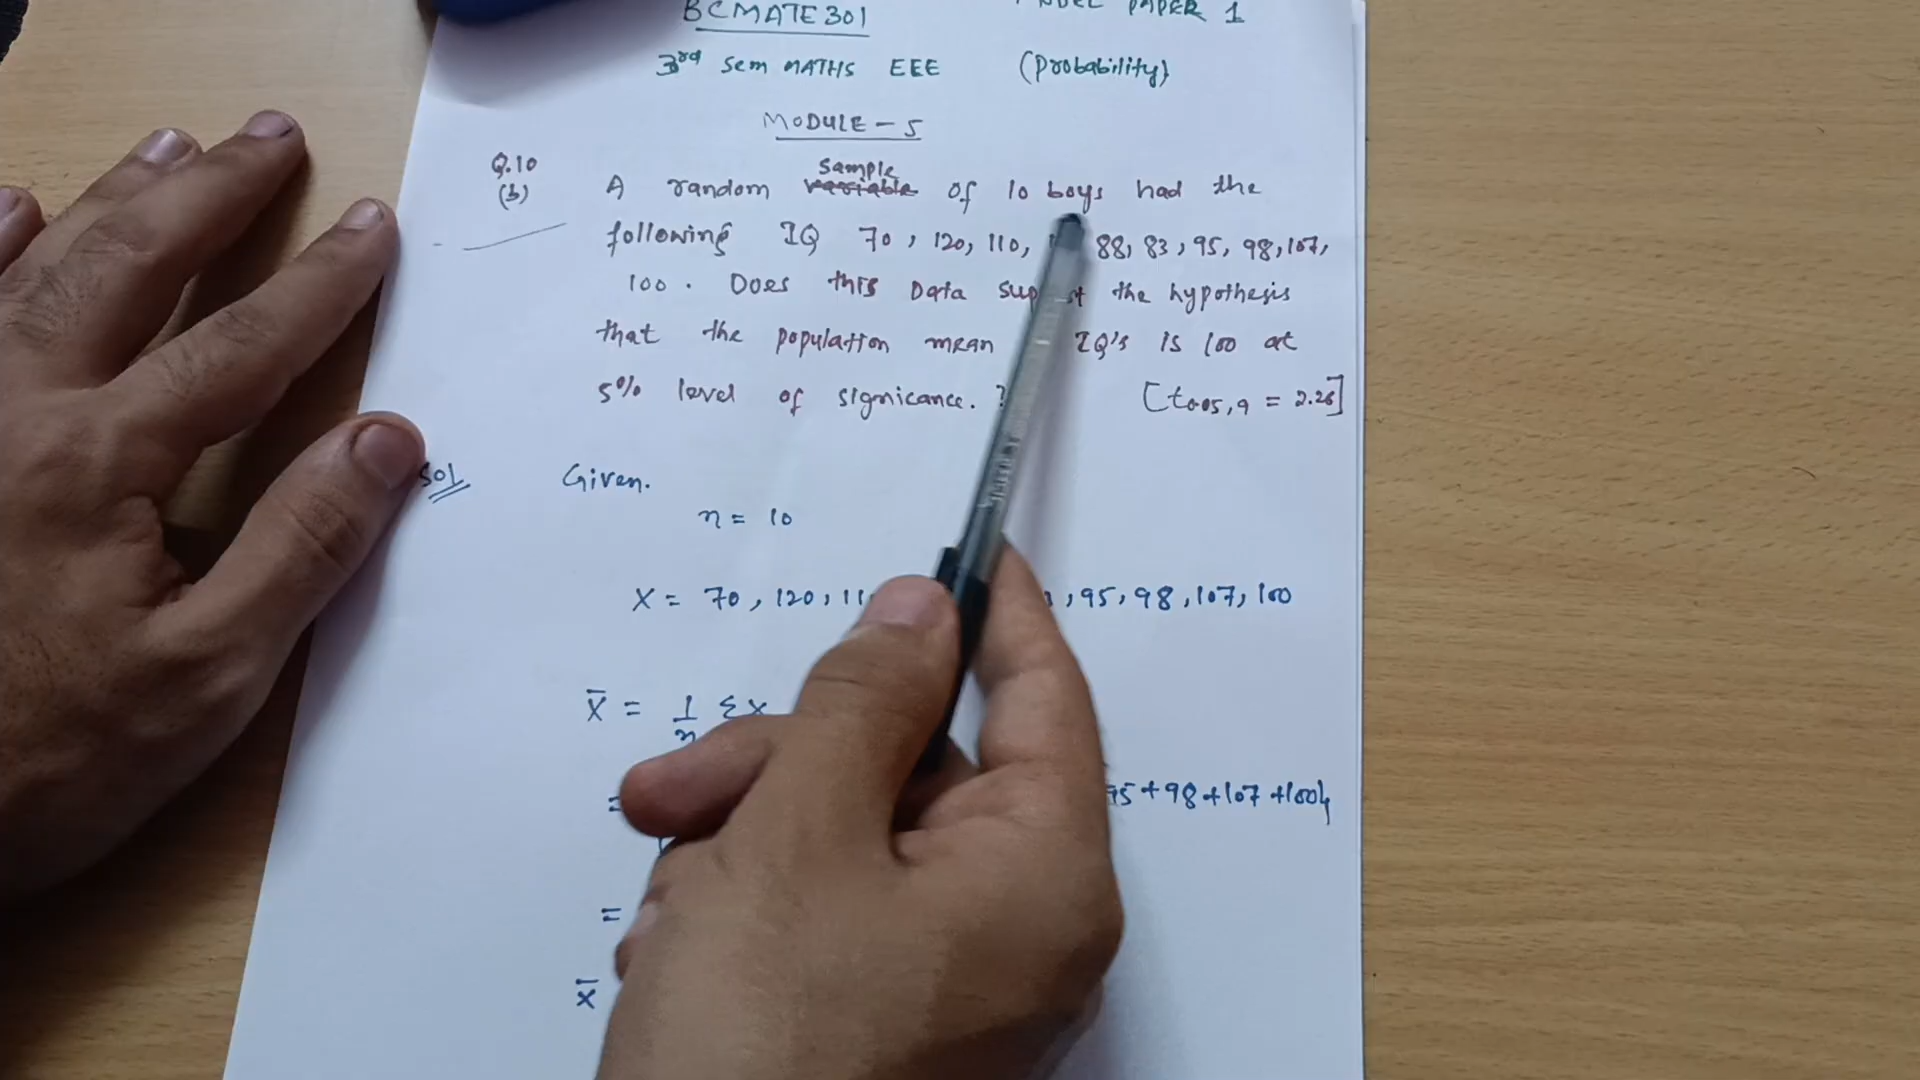 BCMATE301 PAPER 1
3rd Sem MATHS EEE (Probability)
MODULE - 5
Q.10 Sample
(b) A random variable of 10 boys had the
following IQ 70, 120, 110, 88, 83, 95, 98, 107,
100. Does this Data the hypothesis
that the population mean IQ's is 100 at
5% level of signicance. ? [t0.05,9 = 2.26]
Sol Given.
n = 10
X = 70, 120, 11 , 95, 98, 107, 100
X̄ = 1/n Σx
= 95+98+107+100}
=
X̄